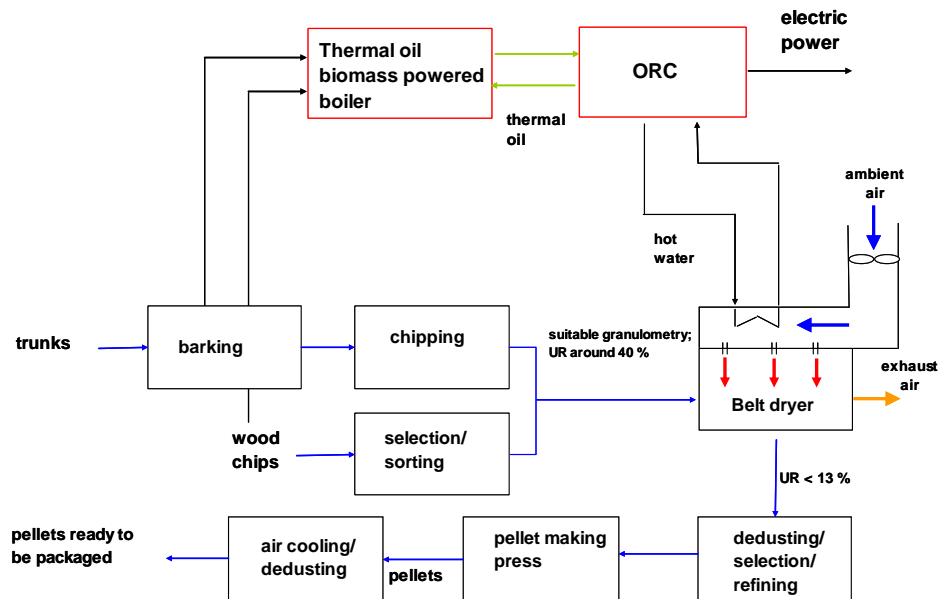 electric
power
Thermal oil
biomass powered
boiler
ORC
thermal
oil
ambient
air
hot
water
trunks
barking
chipping
suitable granulometry;
UR around 40 %
exhaust
air
Belt dryer
wood
chips
selection/
sorting
UR < 13 %
pellets ready to
be packaged
air cooling/
dedusting
pellets
pellet making
press
dedusting/
selection/
refining